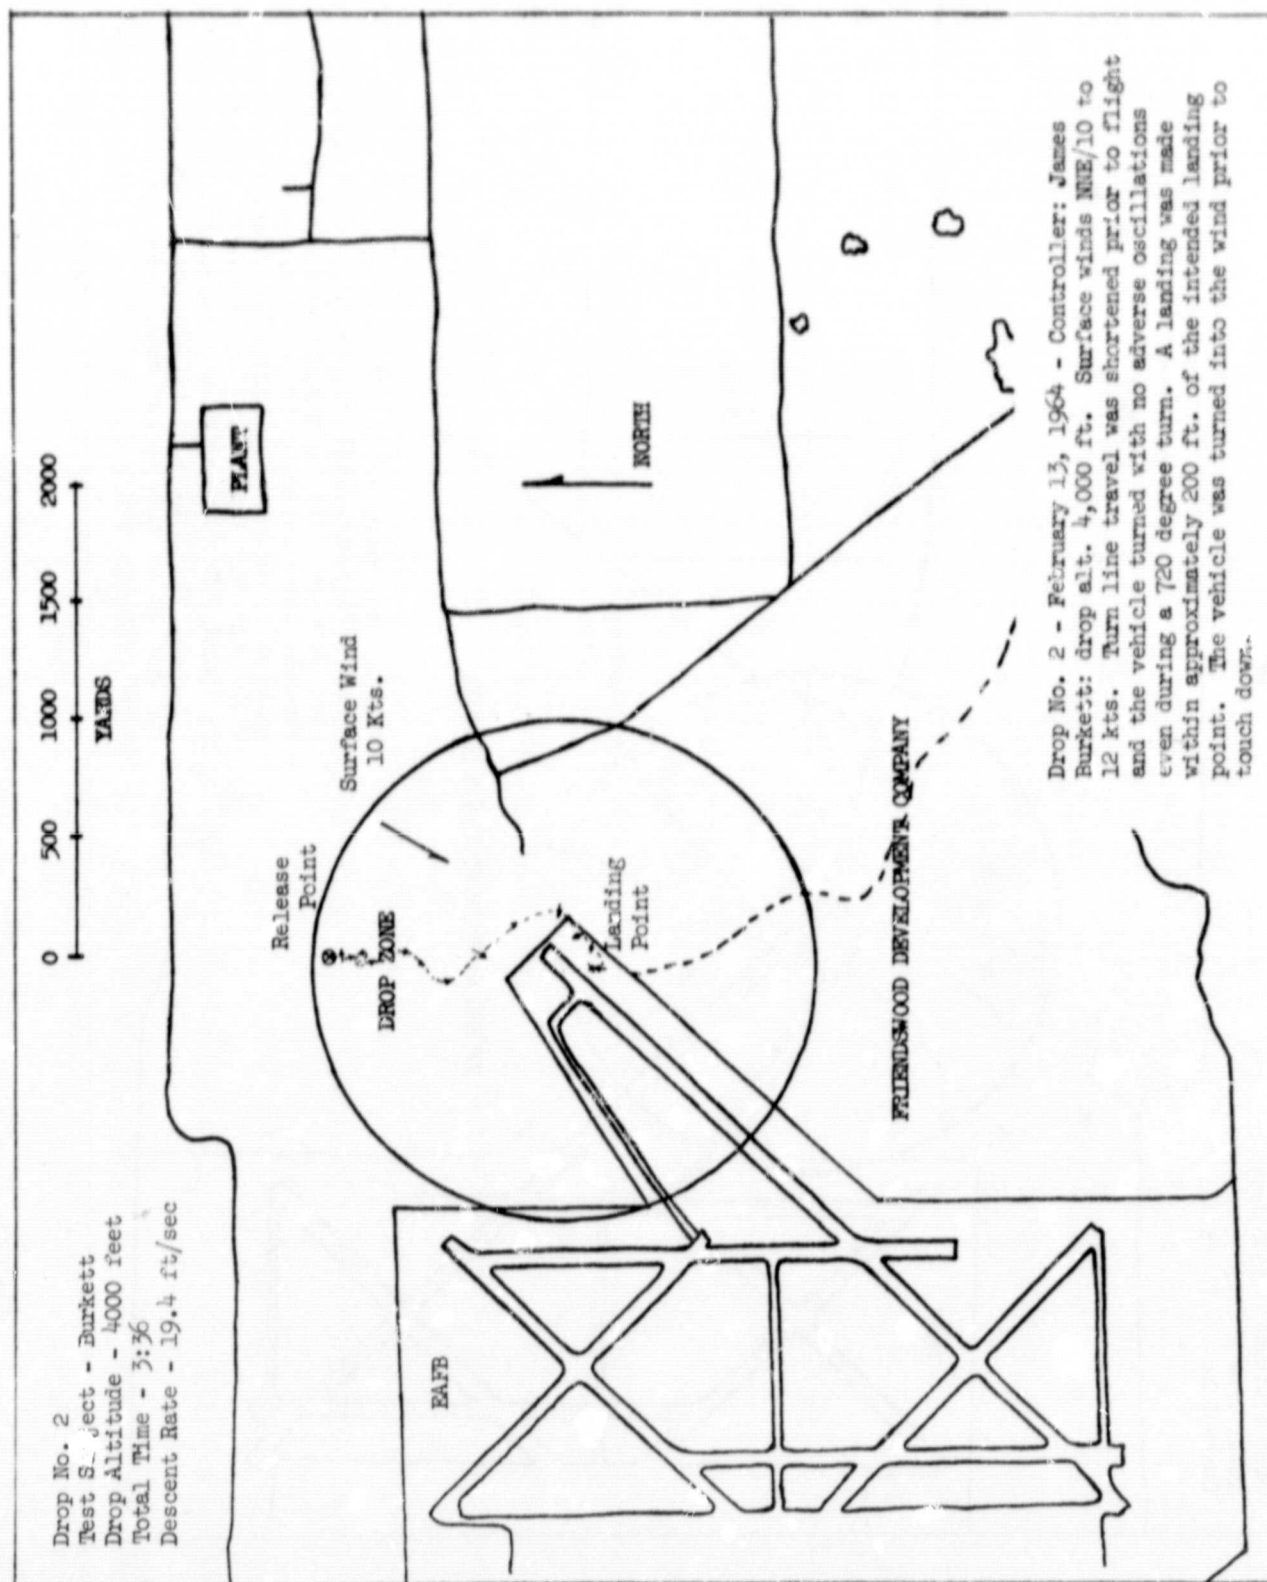 Drop No. 2
Test S ject - Burkett
Drop Altitude - 4000 feet
Total Time - 3:36
Descent Rate - 19.4 ft/sec
0 500 1000 1500 2000
YARDS
PLANT
Release
Point
Surface Wind
10 Kts.
DROP ZONE
NORTH
Landing
Point
EAFB
FRIENDSWOOD DEVELOPMENT COMPANY
Drop No. 2 - February 13, 1964 - Controller: James
Burkett: drop alt. 4,000 ft. Surface winds NNE/10 to
12 kts. Turn line travel was shortened prior to flight
and the vehicle turned with no adverse oscillations
even during a 720 degree turn. A landing was made
within approximately 200 ft. of the intended landing
point. The vehicle was turned into the wind prior to
touch down.